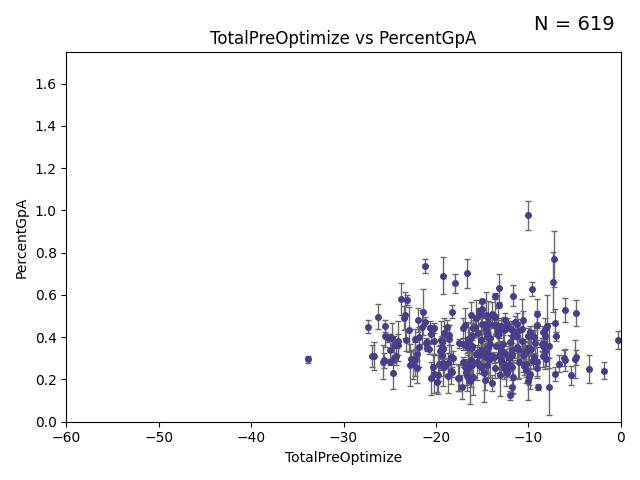 N = 619
TotalPreOptimize vs PercentGpA
PercentGpA
1.6
1.4
1.2
1.0
0.8
0.6
0.4
0.2
0.0
−60 −50 −40 −30 −20 −10 0
TotalPreOptimize